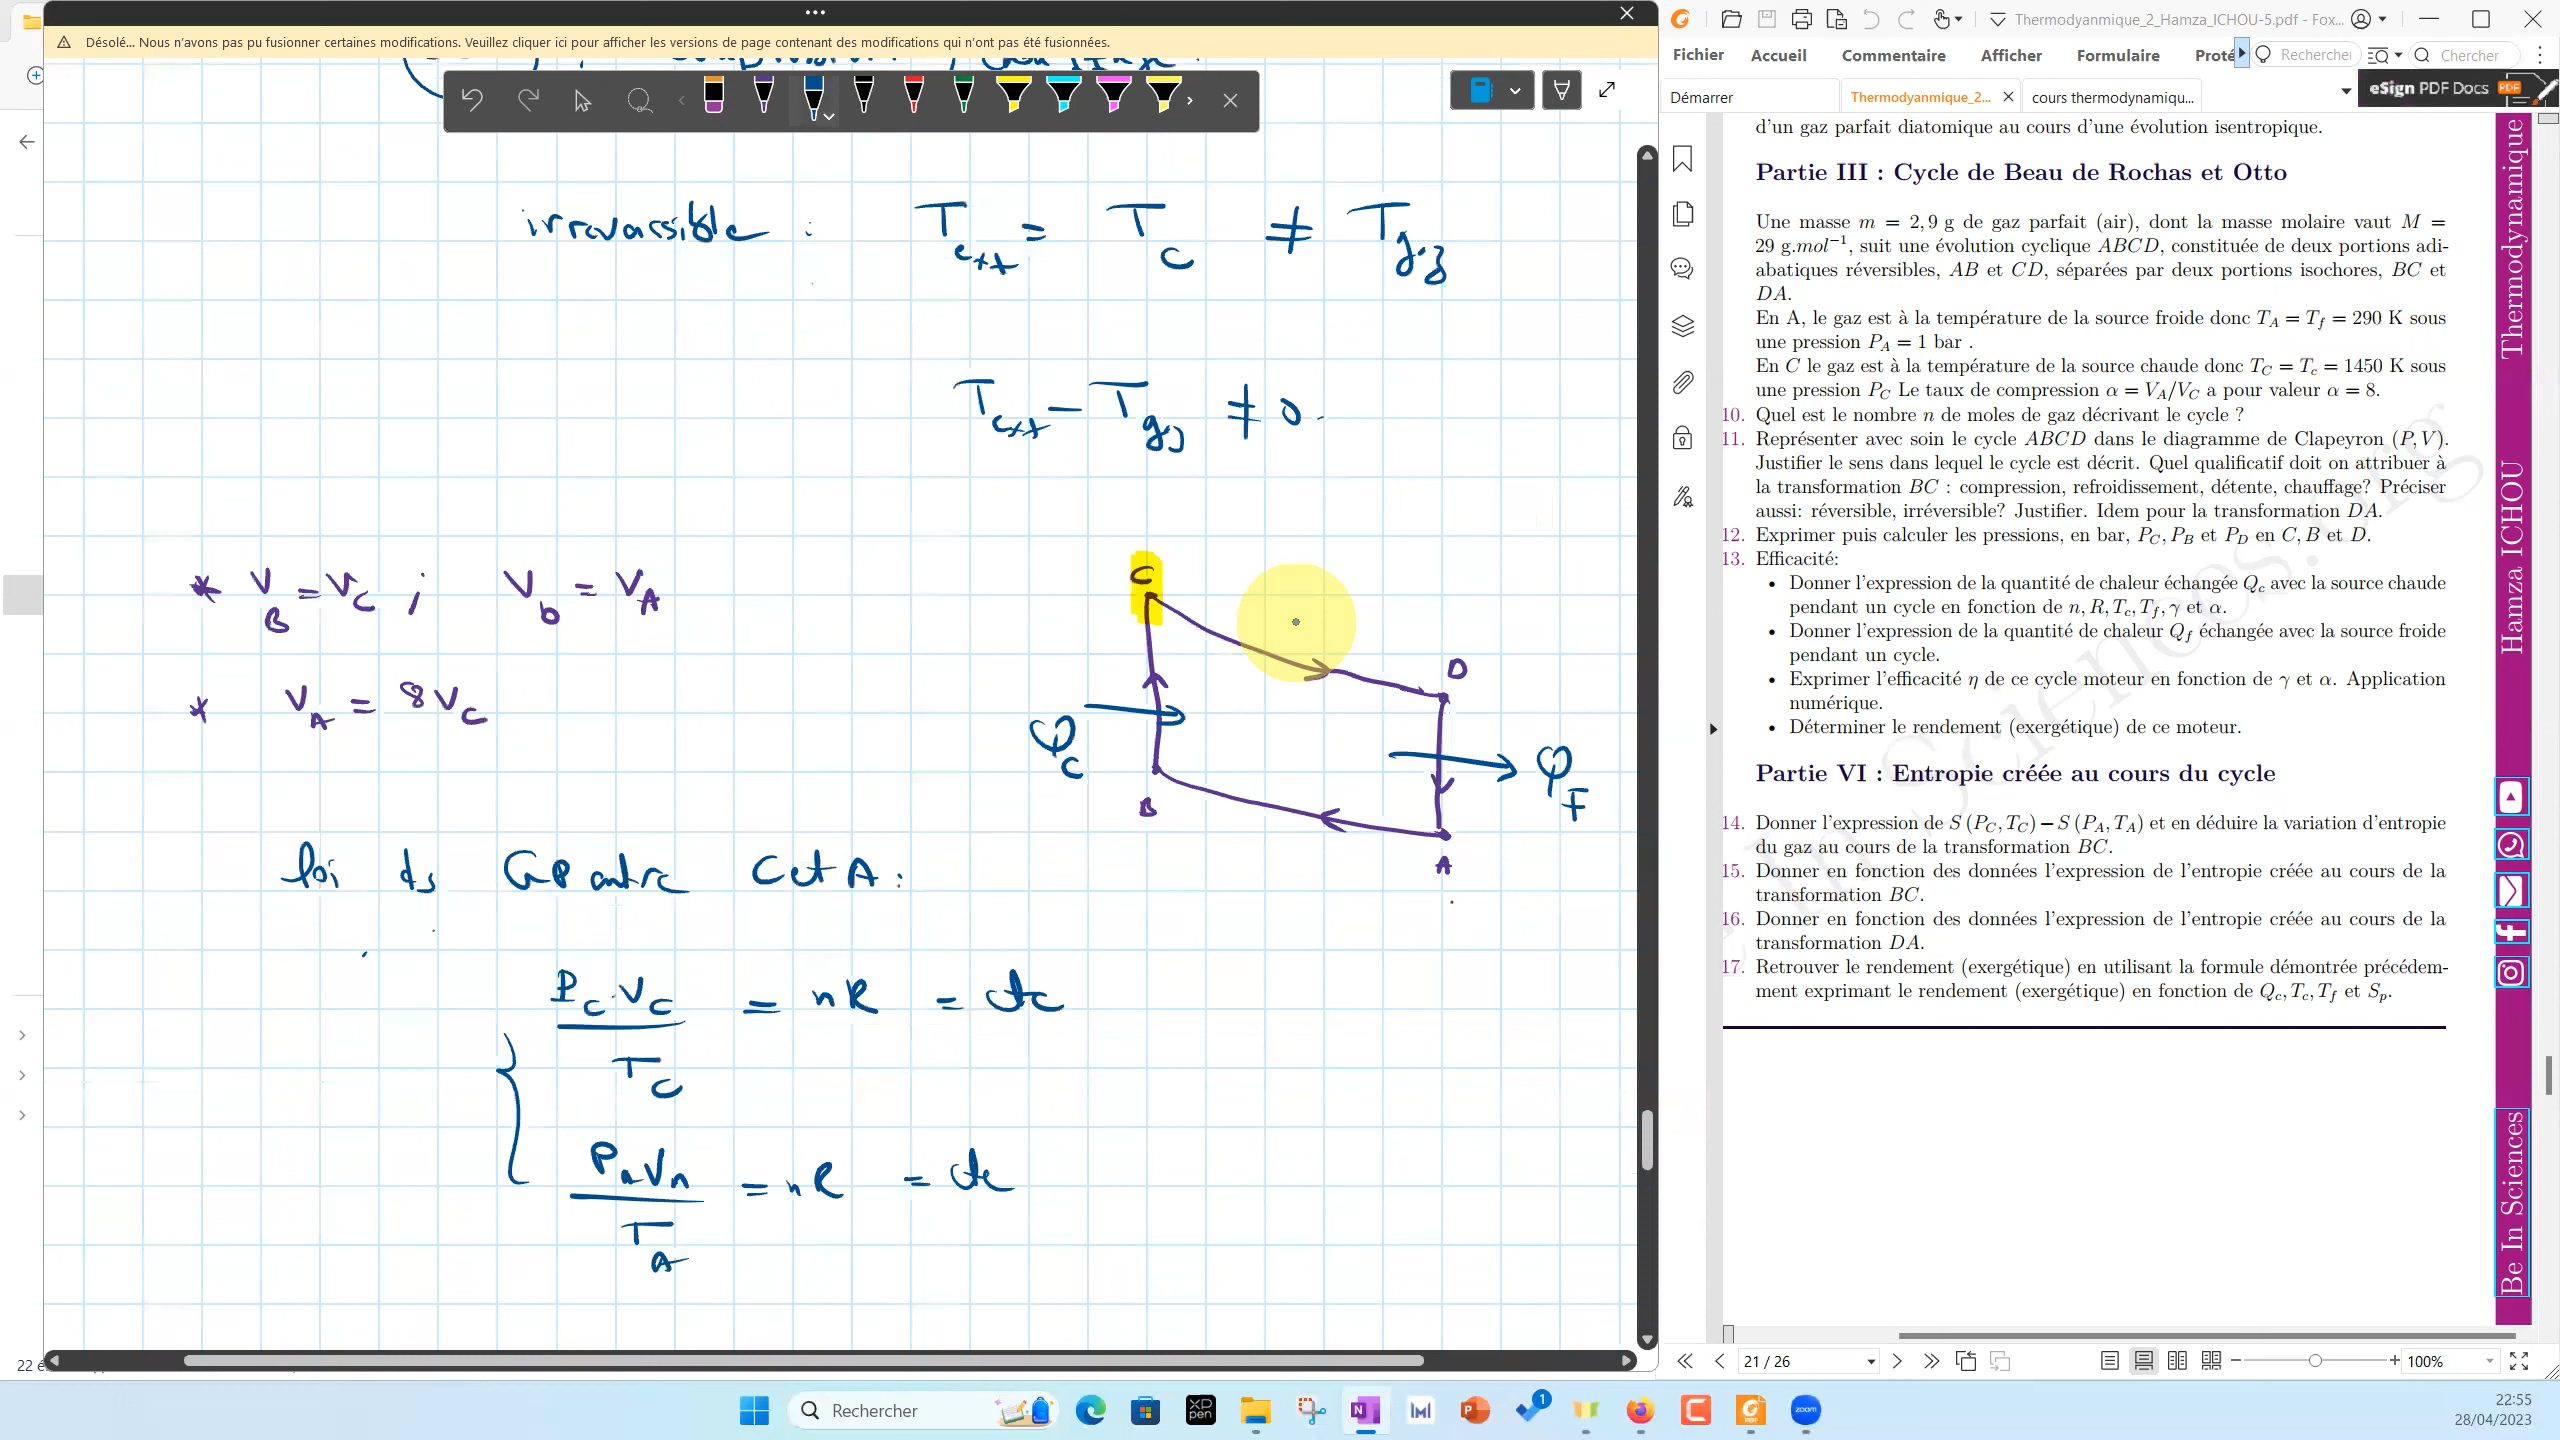 Désolé... Nous n'avons pas pu fusionner certaines modifications. Veuillez cliquer ici pour afficher les versions de page contenant des modifications qui n'ont pas été fusionnées.
irreversible : T_ext = T_C ≠ T_gz
T_ext - T_gz ≠ 0.
* V_B = V_C ; V_D = V_A
* V_A = 8 V_C
C
D
φ_C
φ_F
B
A
loi ds GP entre C et A :
P_C . V_C / T_C = nR = cte
P_A V_A / T_A = nR = cte
Thermodyanmique_2_Hamza_ICHOU-5.pdf - Fox...
Fichier Accueil Commentaire Afficher Formulaire Proté Rechercher Chercher
Démarrer Thermodyanmique_2... cours thermodynamiqu... eSign PDF Docs PDF
d'un gaz parfait diatomique au cours d'une évolution isentropique.
Partie III : Cycle de Beau de Rochas et Otto
Une masse m = 2,9 g de gaz parfait (air), dont la masse molaire vaut M =
29 g.mol⁻¹, suit une évolution cyclique ABCD, constituée de deux portions adi-
abatiques réversibles, AB et CD, séparées par deux portions isochores, BC et
DA.
En A, le gaz est à la température de la source froide donc T_A = T_f = 290 K sous
une pression P_A = 1 bar .
En C le gaz est à la température de la source chaude donc T_C = T_c = 1450 K sous
une pression P_C Le taux de compression α = V_A/V_C a pour valeur α = 8.
10. Quel est le nombre n de moles de gaz décrivant le cycle ?
11. Représenter avec soin le cycle ABCD dans le diagramme de Clapeyron (P, V).
Justifier le sens dans lequel le cycle est décrit. Quel qualificatif doit on attribuer à
la transformation BC : compression, refroidissement, détente, chauffage? Préciser
aussi: réversible, irréversible? Justifier. Idem pour la transformation DA.
12. Exprimer puis calculer les pressions, en bar, P_C, P_B et P_D en C, B et D.
13. Efficacité:
• Donner l'expression de la quantité de chaleur échangée Q_c avec la source chaude
pendant un cycle en fonction de n, R, T_c, T_f, γ et α.
• Donner l'expression de la quantité de chaleur Q_f échangée avec la source froide
pendant un cycle.
• Exprimer l'efficacité η de ce cycle moteur en fonction de γ et α. Application
numérique.
• Déterminer le rendement (exergétique) de ce moteur.
Partie VI : Entropie créée au cours du cycle
14. Donner l'expression de S (P_C, T_C) − S (P_A, T_A) et en déduire la variation d'entropie
du gaz au cours de la transformation BC.
15. Donner en fonction des données l'expression de l'entropie créée au cours de la
transformation BC.
16. Donner en fonction des données l'expression de l'entropie créée au cours de la
transformation DA.
17. Retrouver le rendement (exergétique) en utilisant la formule démontrée précédem-
ment exprimant le rendement (exergétique) en fonction de Q_c, T_c, T_f et S_p.
Thermodynamique
Hamza ICHOU
Be In Sciences
Sciences.org
21 / 26
100%
Rechercher
XD pen
zoom
1
22:55
28/04/2023